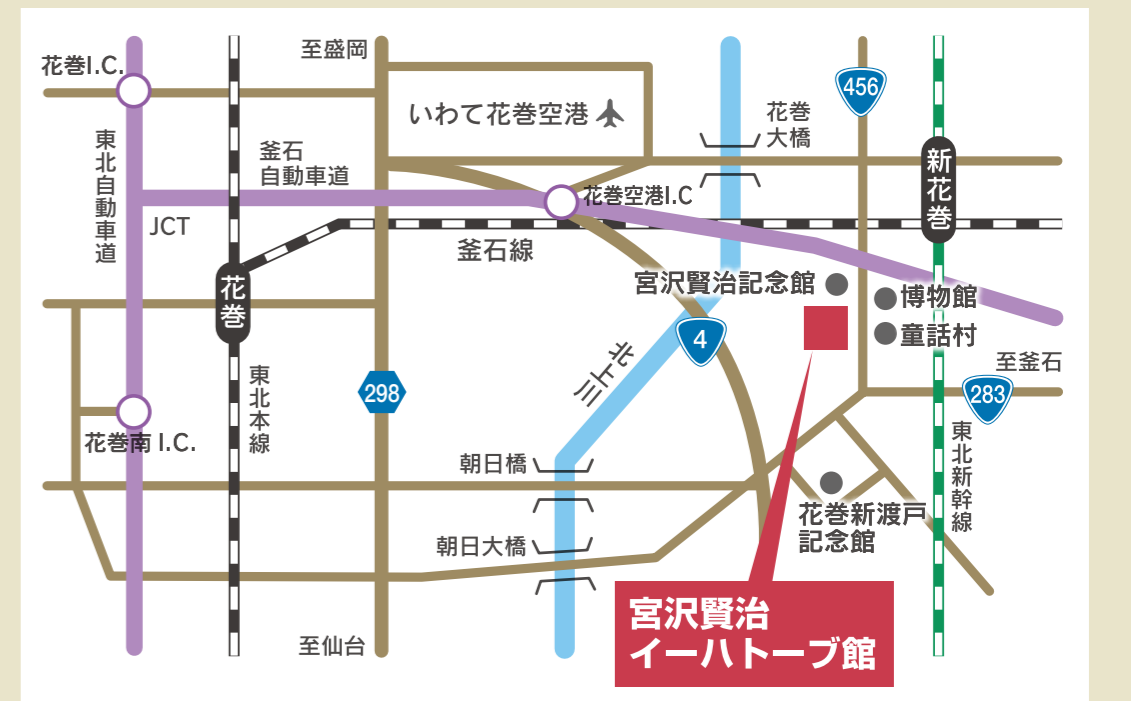 至盛岡
花巻I.C.
456
いわて花巻空港
花巻
大橋
東北自動車道
釜石
自動車道
新花巻
花巻空港I.C
JCT
釜石線
宮沢賢治記念館
花巻
博物館
童話村
4
北上川
至釜石
298
283
東北本線
花巻南 I.C.
東北新幹線
朝日橋
花巻新渡戸
記念館
朝日大橋
宮沢賢治
イーハトーブ館
至仙台